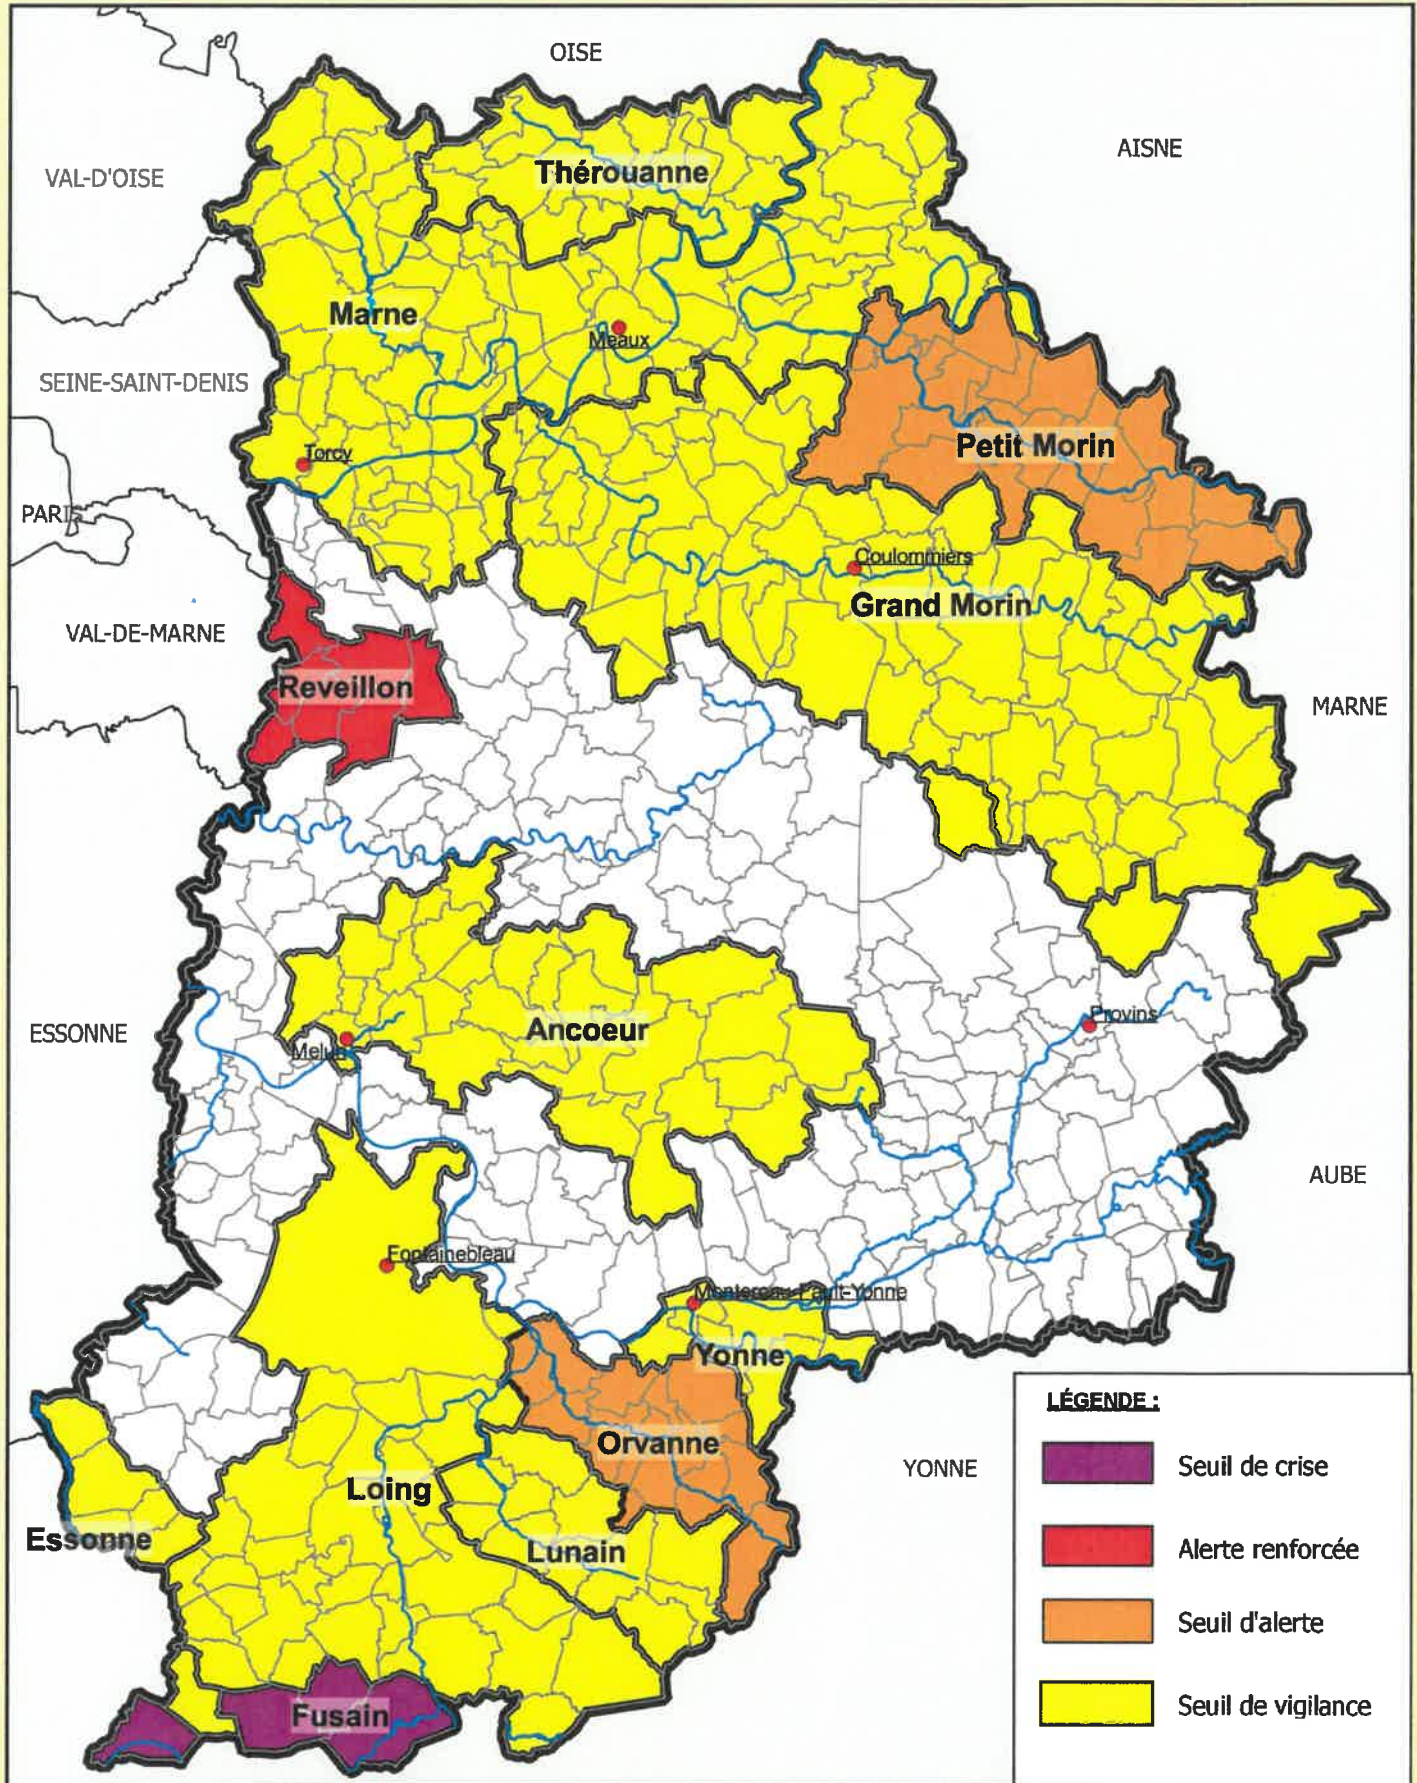 OISE
AISNE
VAL-D'OISE
Thérouanne
Marne
Meaux
SEINE-SAINT-DENIS
Petit Morin
Torcy
PARIS
Coulommiers
Grand Morin
VAL-DE-MARNE
Reveillon
MARNE
Provins
ESSONNE
Ancoeur
Melun
AUBE
Fontainebleau
Montereau-Fault-Yonne
Yonne
LÉGENDE :
Orvanne
Seuil de crise
YONNE
Loing
Essonne
Lunain
Alerte renforcée
Seuil d'alerte
Seuil de vigilance
Fusain